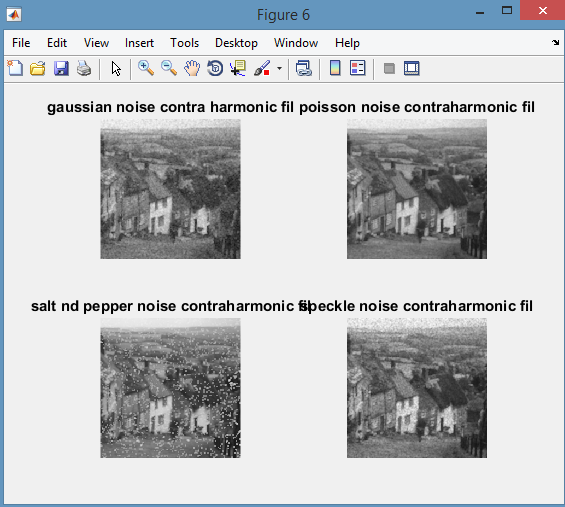 Figure 6
File Edit View Insert Tools Desktop Window Help
gaussian noise contra harmonic fil poisson noise contraharmonic fil
salt nd pepper noise contraharmonic fil speckle noise contraharmonic fil